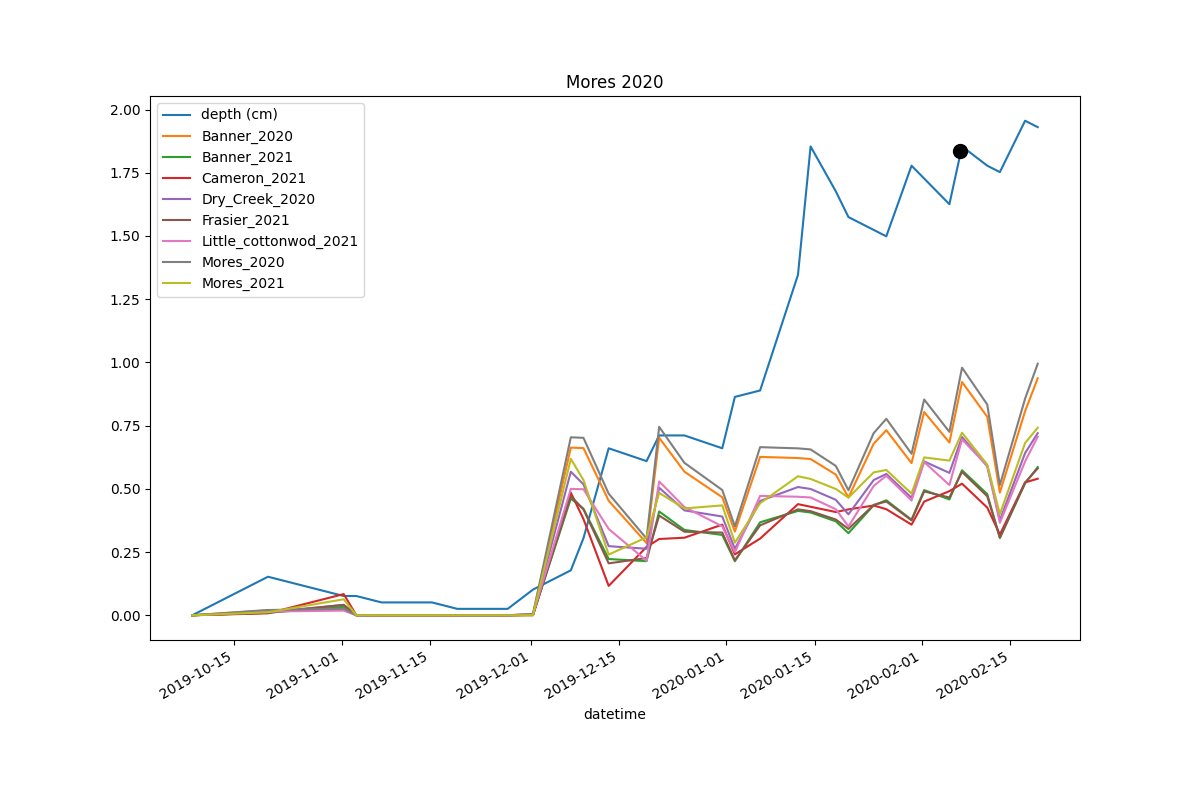 Mores 2020
2.00
1.75
1.50
1.25
1.00
0.75
0.50
0.25
0.00
depth (cm)
Banner_2020
Banner_2021
Cameron_2021
Dry_Creek_2020
Frasier_2021
Little_cottonwod_2021
Mores_2020
Mores_2021
2019-10-15
2019-11-01
2019-11-15
2019-12-01
2019-12-15
2020-01-01
2020-01-15
2020-02-01
2020-02-15
datetime